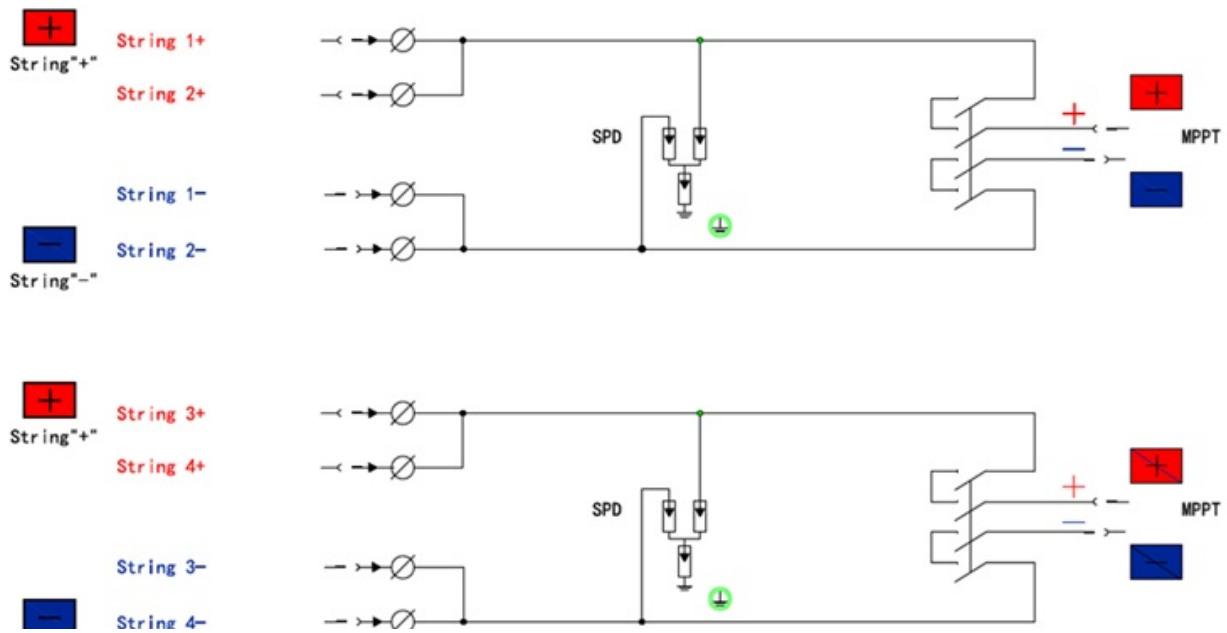 String 1+
String"+"
String 2+
SPD
+
MPPT
−
String 1−
String 2−
String"-"
String 3+
String"+"
String 4+
SPD
+
MPPT
−
String 3−
String 4−